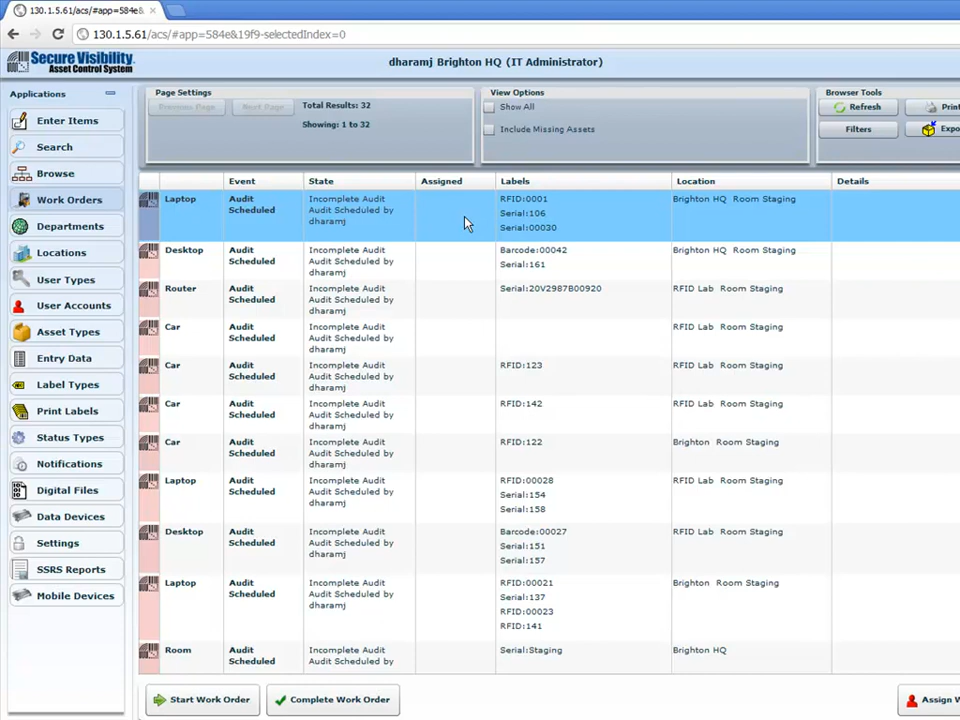 130.1.5.61/acs/#app=584e&
130.1.5.61/acs/#app=584e&19f9-selectedIndex=0
Secure Visibility
Asset Control System
dharamj Brighton HQ (IT Administrator)
Applications
Enter Items
Search
Browse
Work Orders
Departments
Locations
User Types
User Accounts
Asset Types
Entry Data
Label Types
Print Labels
Status Types
Notifications
Digital Files
Data Devices
Settings
SSRS Reports
Mobile Devices
Page Settings
Previous Page Next Page Total Results: 32
Showing: 1 to 32
View Options
Show All
Include Missing Assets
Browser Tools
Refresh Print
Filters Expo
Event State Assigned Labels Location Details
Laptop Audit Incomplete Audit RFID:0001 Brighton HQ Room Staging
Scheduled Audit Scheduled by Serial:106
dharamj Serial:00030
Desktop Audit Incomplete Audit Barcode:00042 Brighton HQ Room Staging
Scheduled Audit Scheduled by Serial:161
dharamj
Router Audit Incomplete Audit Serial:20V2987B00920 RFID Lab Room Staging
Scheduled Audit Scheduled by
dharamj
Car Audit Incomplete Audit RFID Lab Room Staging
Scheduled Audit Scheduled by
dharamj
Car Audit Incomplete Audit RFID:123 RFID Lab Room Staging
Scheduled Audit Scheduled by
dharamj
Car Audit Incomplete Audit RFID:142 RFID Lab Room Staging
Scheduled Audit Scheduled by
dharamj
Car Audit Incomplete Audit RFID:122 Brighton Room Staging
Scheduled Audit Scheduled by
dharamj
Laptop Audit Incomplete Audit RFID:00028 RFID Lab Room Staging
Scheduled Audit Scheduled by Serial:154
dharamj Serial:158
Desktop Audit Incomplete Audit Barcode:00027 RFID Lab Room Staging
Scheduled Audit Scheduled by Serial:151
dharamj Serial:157
Laptop Audit Incomplete Audit RFID:00021 Brighton Room Staging
Scheduled Audit Scheduled by Serial:137
dharamj RFID:00023
RFID:141
Room Audit Incomplete Audit Serial:Staging Brighton HQ
Scheduled Audit Scheduled by
Start Work Order Complete Work Order Assign W